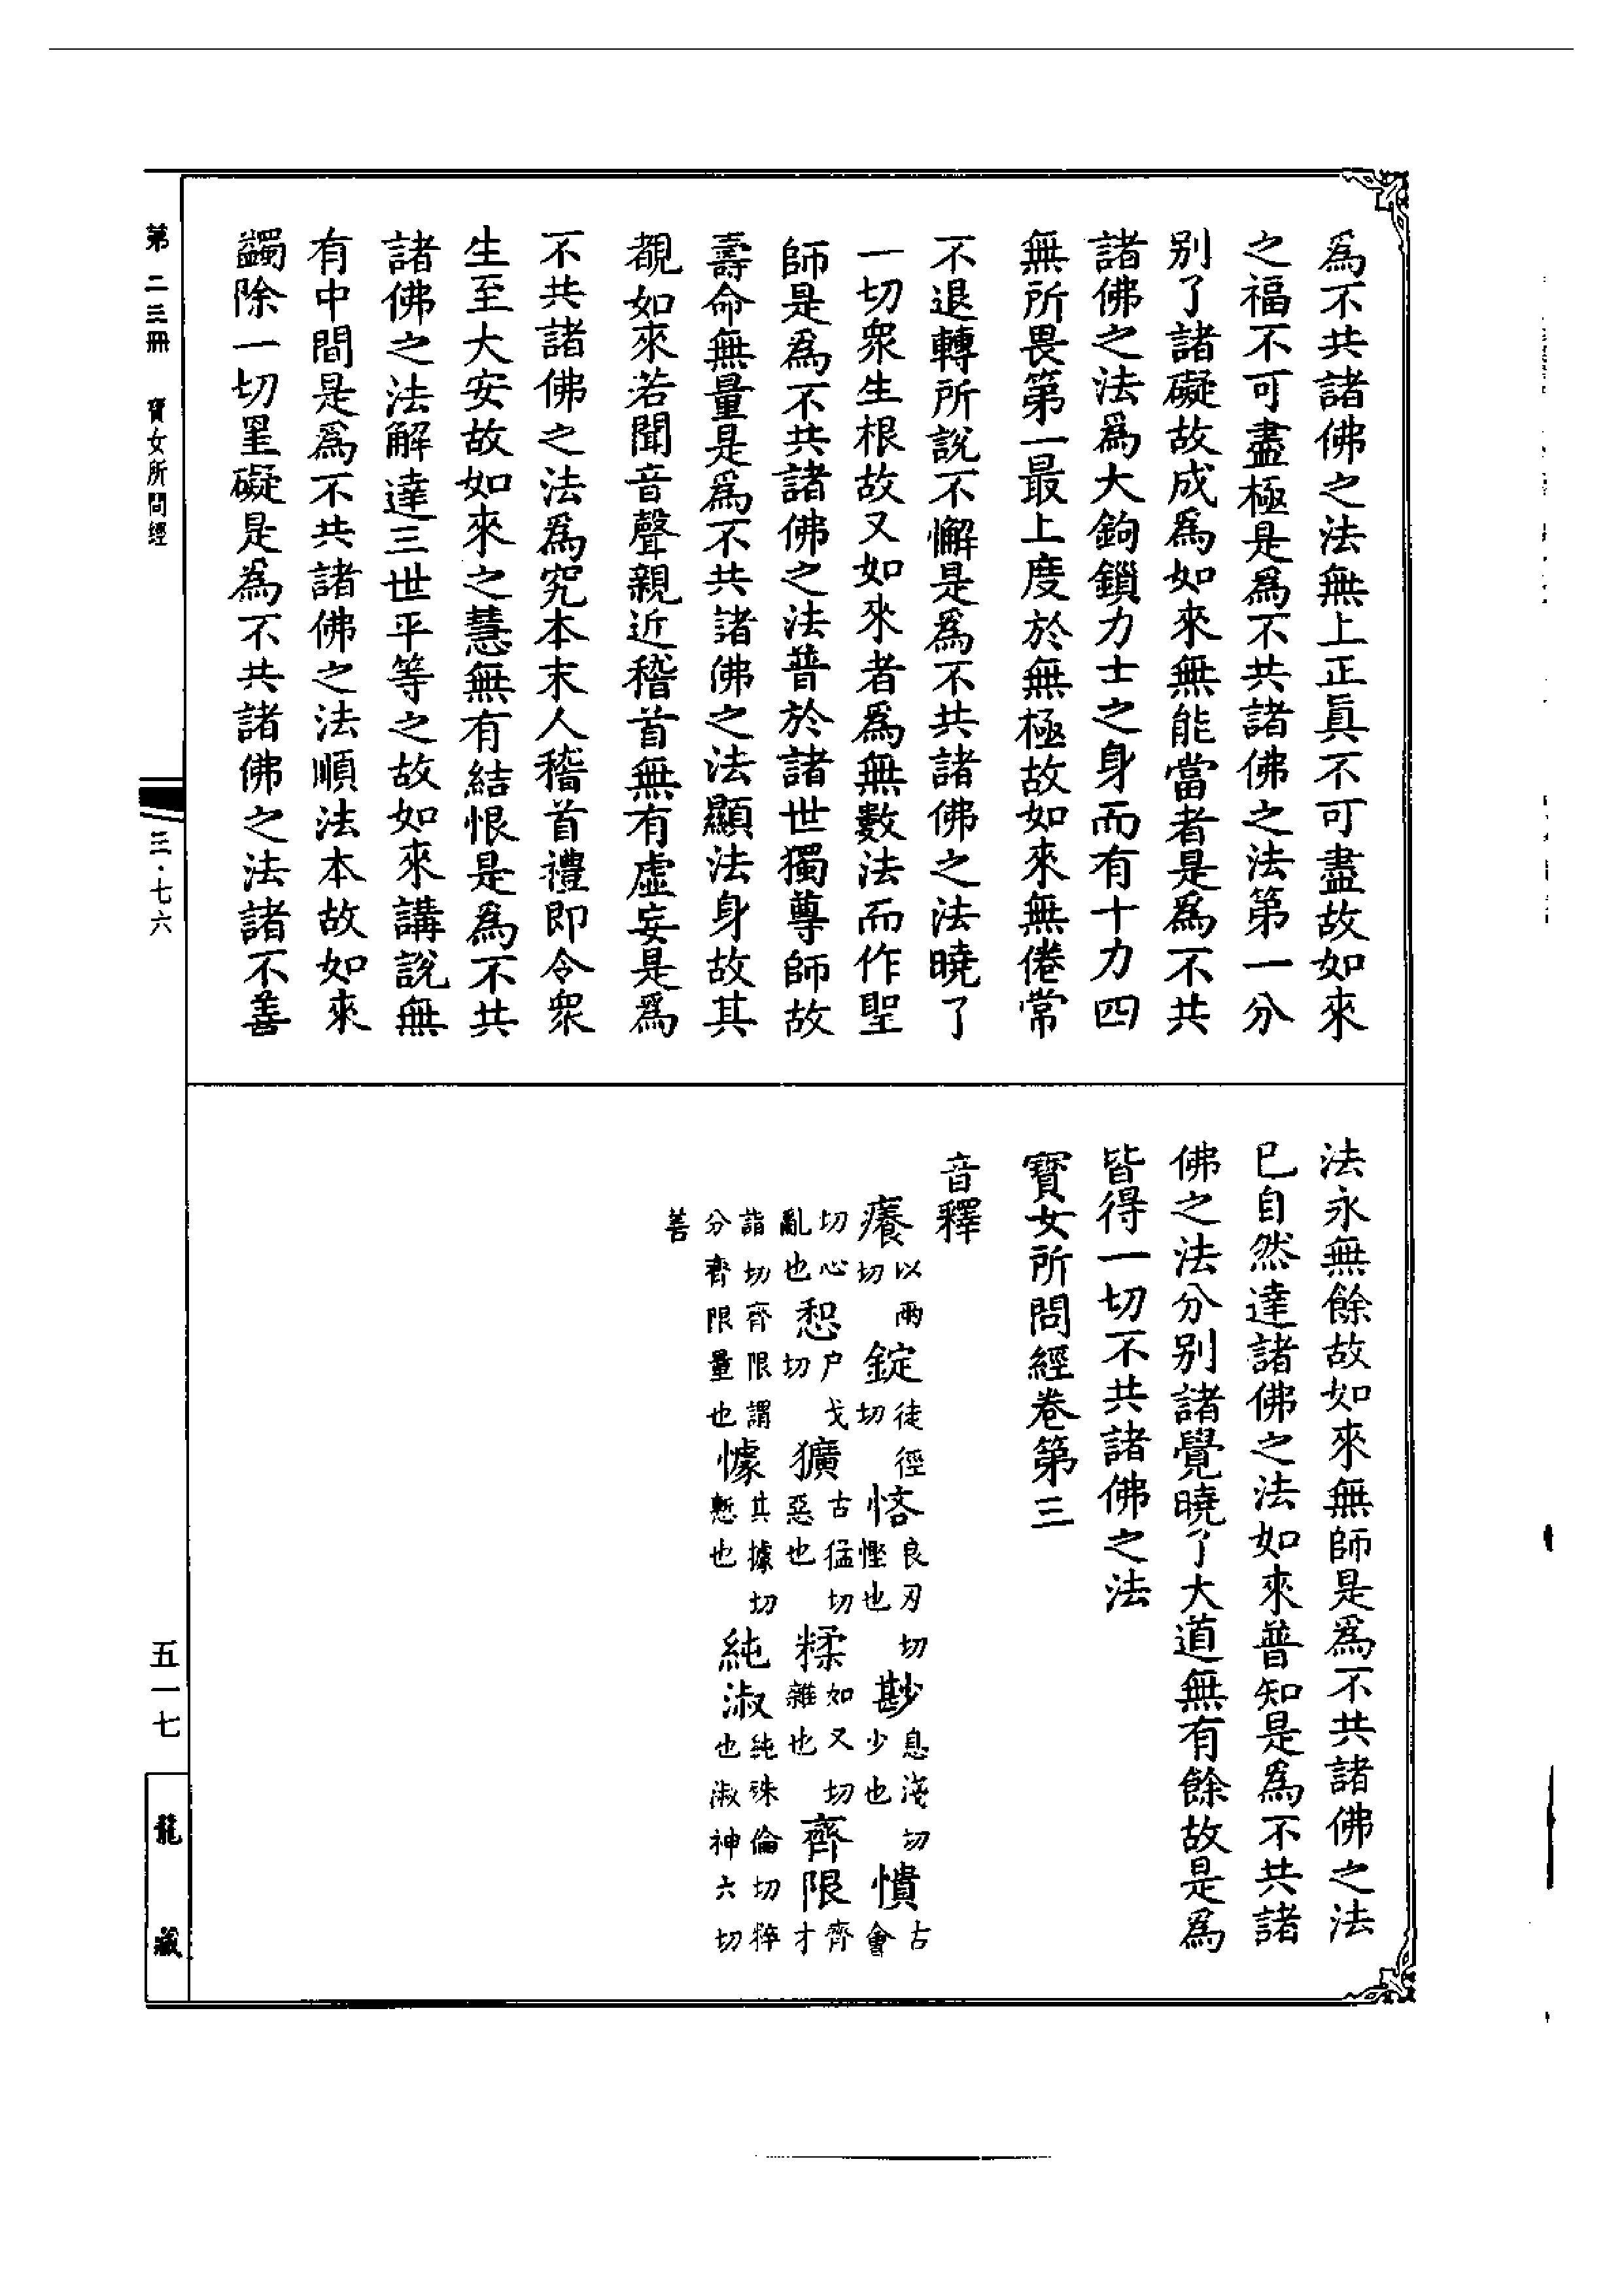 為不共諸佛之法無上正眞不可盡故如來
之福不可盡極是爲不共諸佛之法第一分
别了諸礙故成爲如來無能當者是爲不共
諸佛之法爲大鉤鎖力士之身而有十力四
無所畏第一最上度於無極故如來無倦常
不退轉所説不懈是爲不共諸佛之法曉了
一切衆生根故又如來者爲無數法而作聖
師是爲不共諸佛之法普於諸世獨尊師故
壽命無量是爲不共諸佛之法顯法身故其
覩如來若聞音聲親近稽首無有虛妄是爲
不共諸佛之法爲究本末人稽首禮即令衆
生至大安故如來之慧無有結恨是爲不共
諸佛之法解達三世平等之故如來講説無
有中間是爲不共諸佛之法順法本故如來
蠲除一切罣礙是為不共諸佛之法諸不善
法永無餘故如來無師是爲不共諸佛之法
已自然達諸佛之法如來普知是爲不共諸
佛之法分别諸覺曉了大道無有餘故是爲
皆得一切不共諸佛之法
寶女所問經卷第三
音釋
癢以兩切 錠徒徑切 悋良刃切慳也 尠息淺切少也 憒古會
切心亂也 惒户戈切 獷古猛切惡也 糅如又切雜也 齊限齊才
詣切齊限謂分齊限量也 懅其據切慙也 純淑純殊倫切粹也淑神六切
善
第二三冊 寶女所問經
三·七六
五一七
龍藏